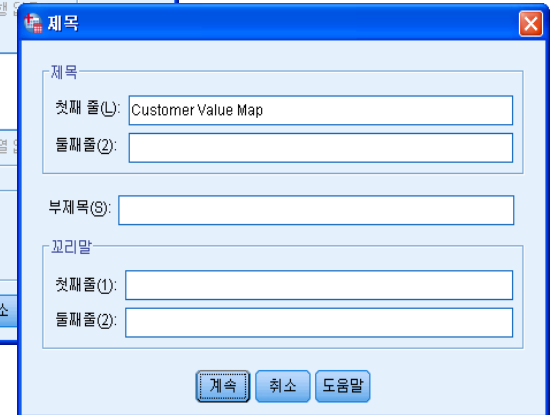 제목
제목
첫째 줄(L): Customer Value Map
둘째줄(2):
부제목(S):
꼬리말
첫째줄(1):
둘째줄(2):
계속 취소 도움말